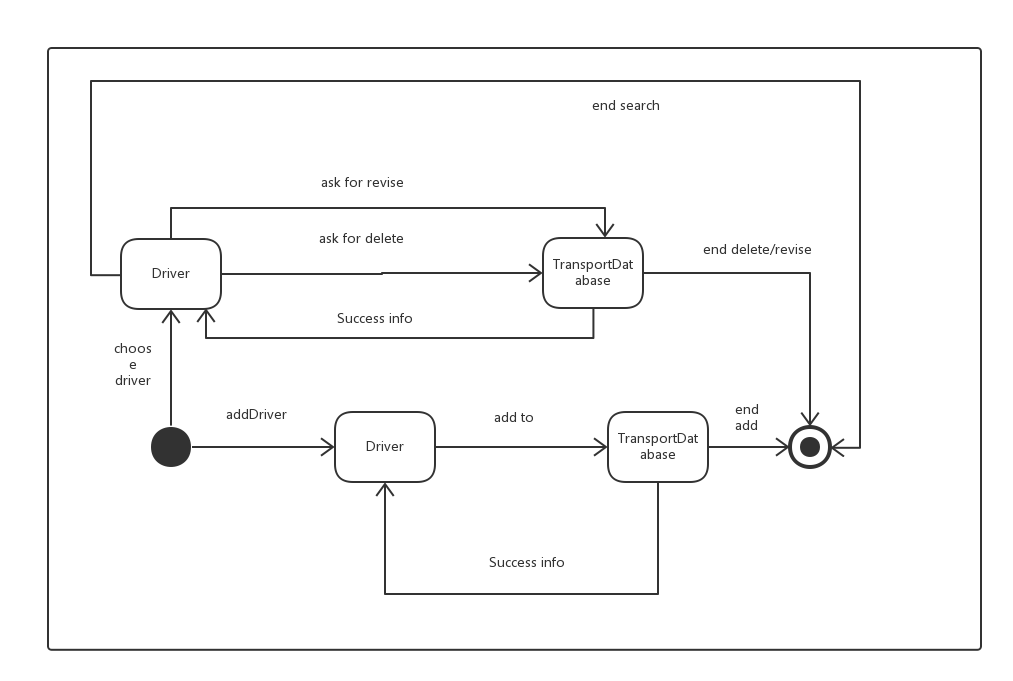 end search
ask for revise
ask for delete
end delete/revise
Driver
TransportDat
abase
Success info
choos
e
driver
addDriver
add to
end
add
Driver
TransportDat
abase
Success info